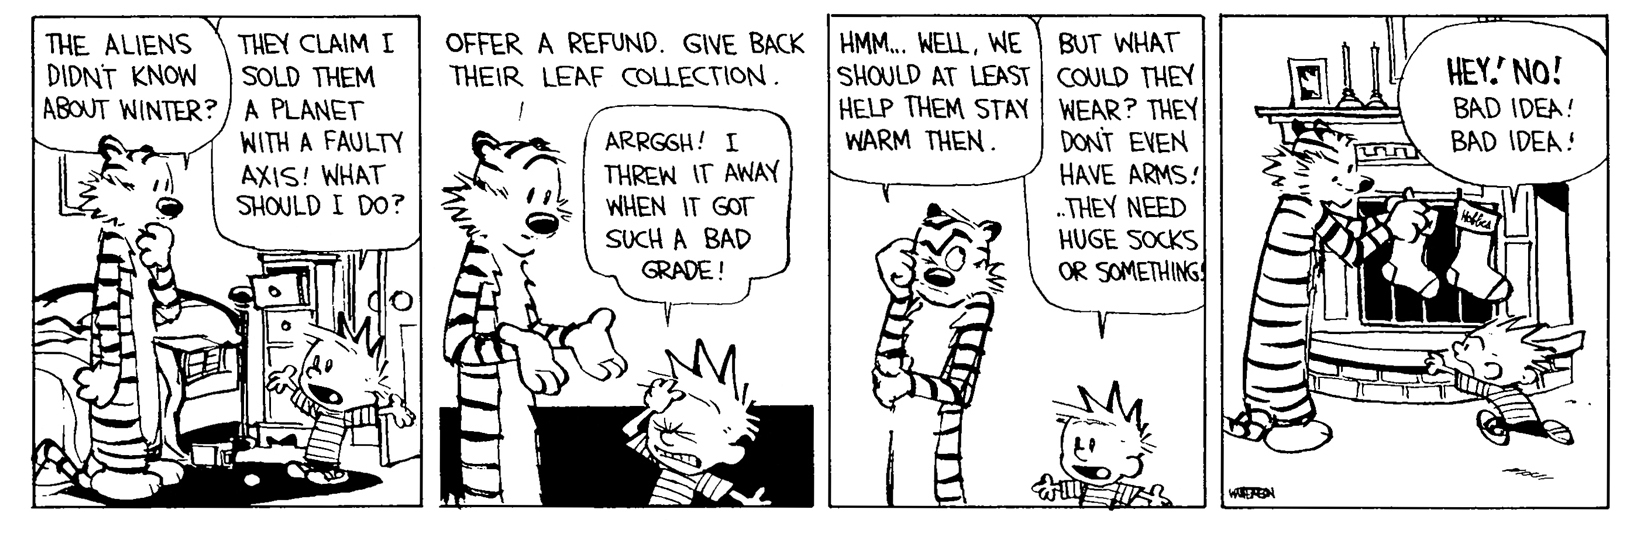 THE ALIENS
DIDN'T KNOW
ABOUT WINTER?
THEY CLAIM I
SOLD THEM
A PLANET
WITH A FAULTY
AXIS! WHAT
SHOULD I DO?
OFFER A REFUND. GIVE BACK
THEIR LEAF COLLECTION.
ARRGGH! I
THREW IT AWAY
WHEN IT GOT
SUCH A BAD
GRADE!
HMM... WELL, WE
SHOULD AT LEAST
HELP THEM STAY
WARM THEN.
BUT WHAT
COULD THEY
WEAR? THEY
DON'T EVEN
HAVE ARMS!
..THEY NEED
HUGE SOCKS
OR SOMETHING!
HEY! NO!
BAD IDEA!
BAD IDEA!
Hobbes
WATTERSON